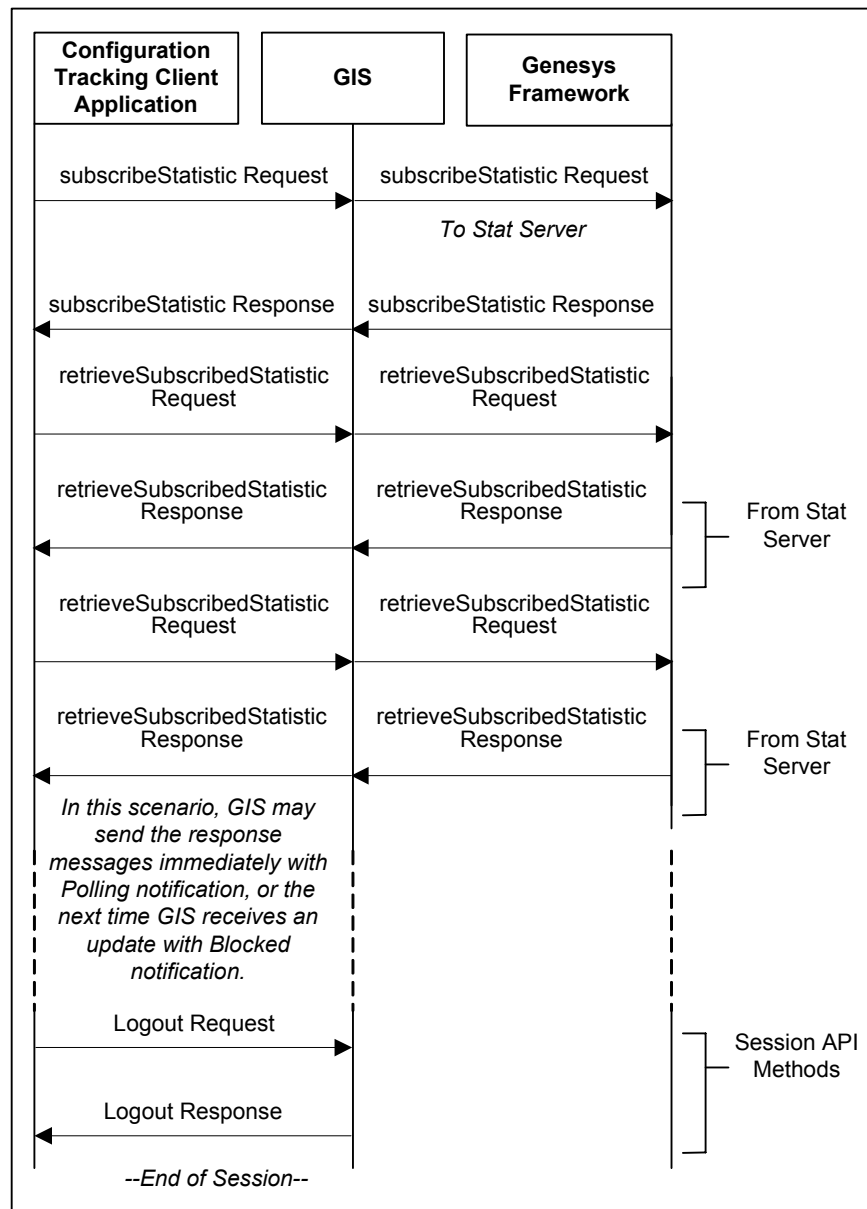 Configuration
Tracking Client
Application
GIS
Genesys
Framework
subscribeStatistic Request
subscribeStatistic Request
To Stat Server
subscribeStatistic Response
subscribeStatistic Response
retrieveSubscribedStatistic
Request
retrieveSubscribedStatistic
Request
retrieveSubscribedStatistic
Response
retrieveSubscribedStatistic
Response
From Stat
Server
retrieveSubscribedStatistic
Request
retrieveSubscribedStatistic
Request
retrieveSubscribedStatistic
Response
retrieveSubscribedStatistic
Response
From Stat
Server
In this scenario, GIS may
send the response
messages immediately with
Polling notification, or the
next time GIS receives an
update with Blocked
notification.
Logout Request
Session API
Methods
Logout Response
--End of Session--